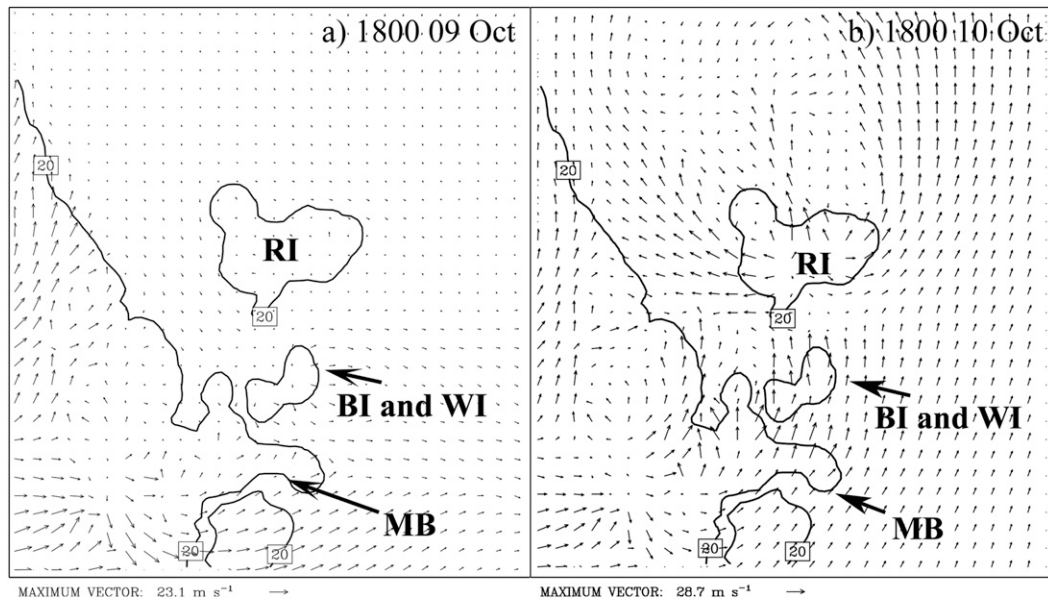 a) 1800 09 Oct
20
RI
20
BI and WI
MB
20
20
MAXIMUM VECTOR: 23.1 m s⁻¹
b) 1800 10 Oct
20
RI
20
BI and WI
MB
20
20
MAXIMUM VECTOR: 28.7 m s⁻¹